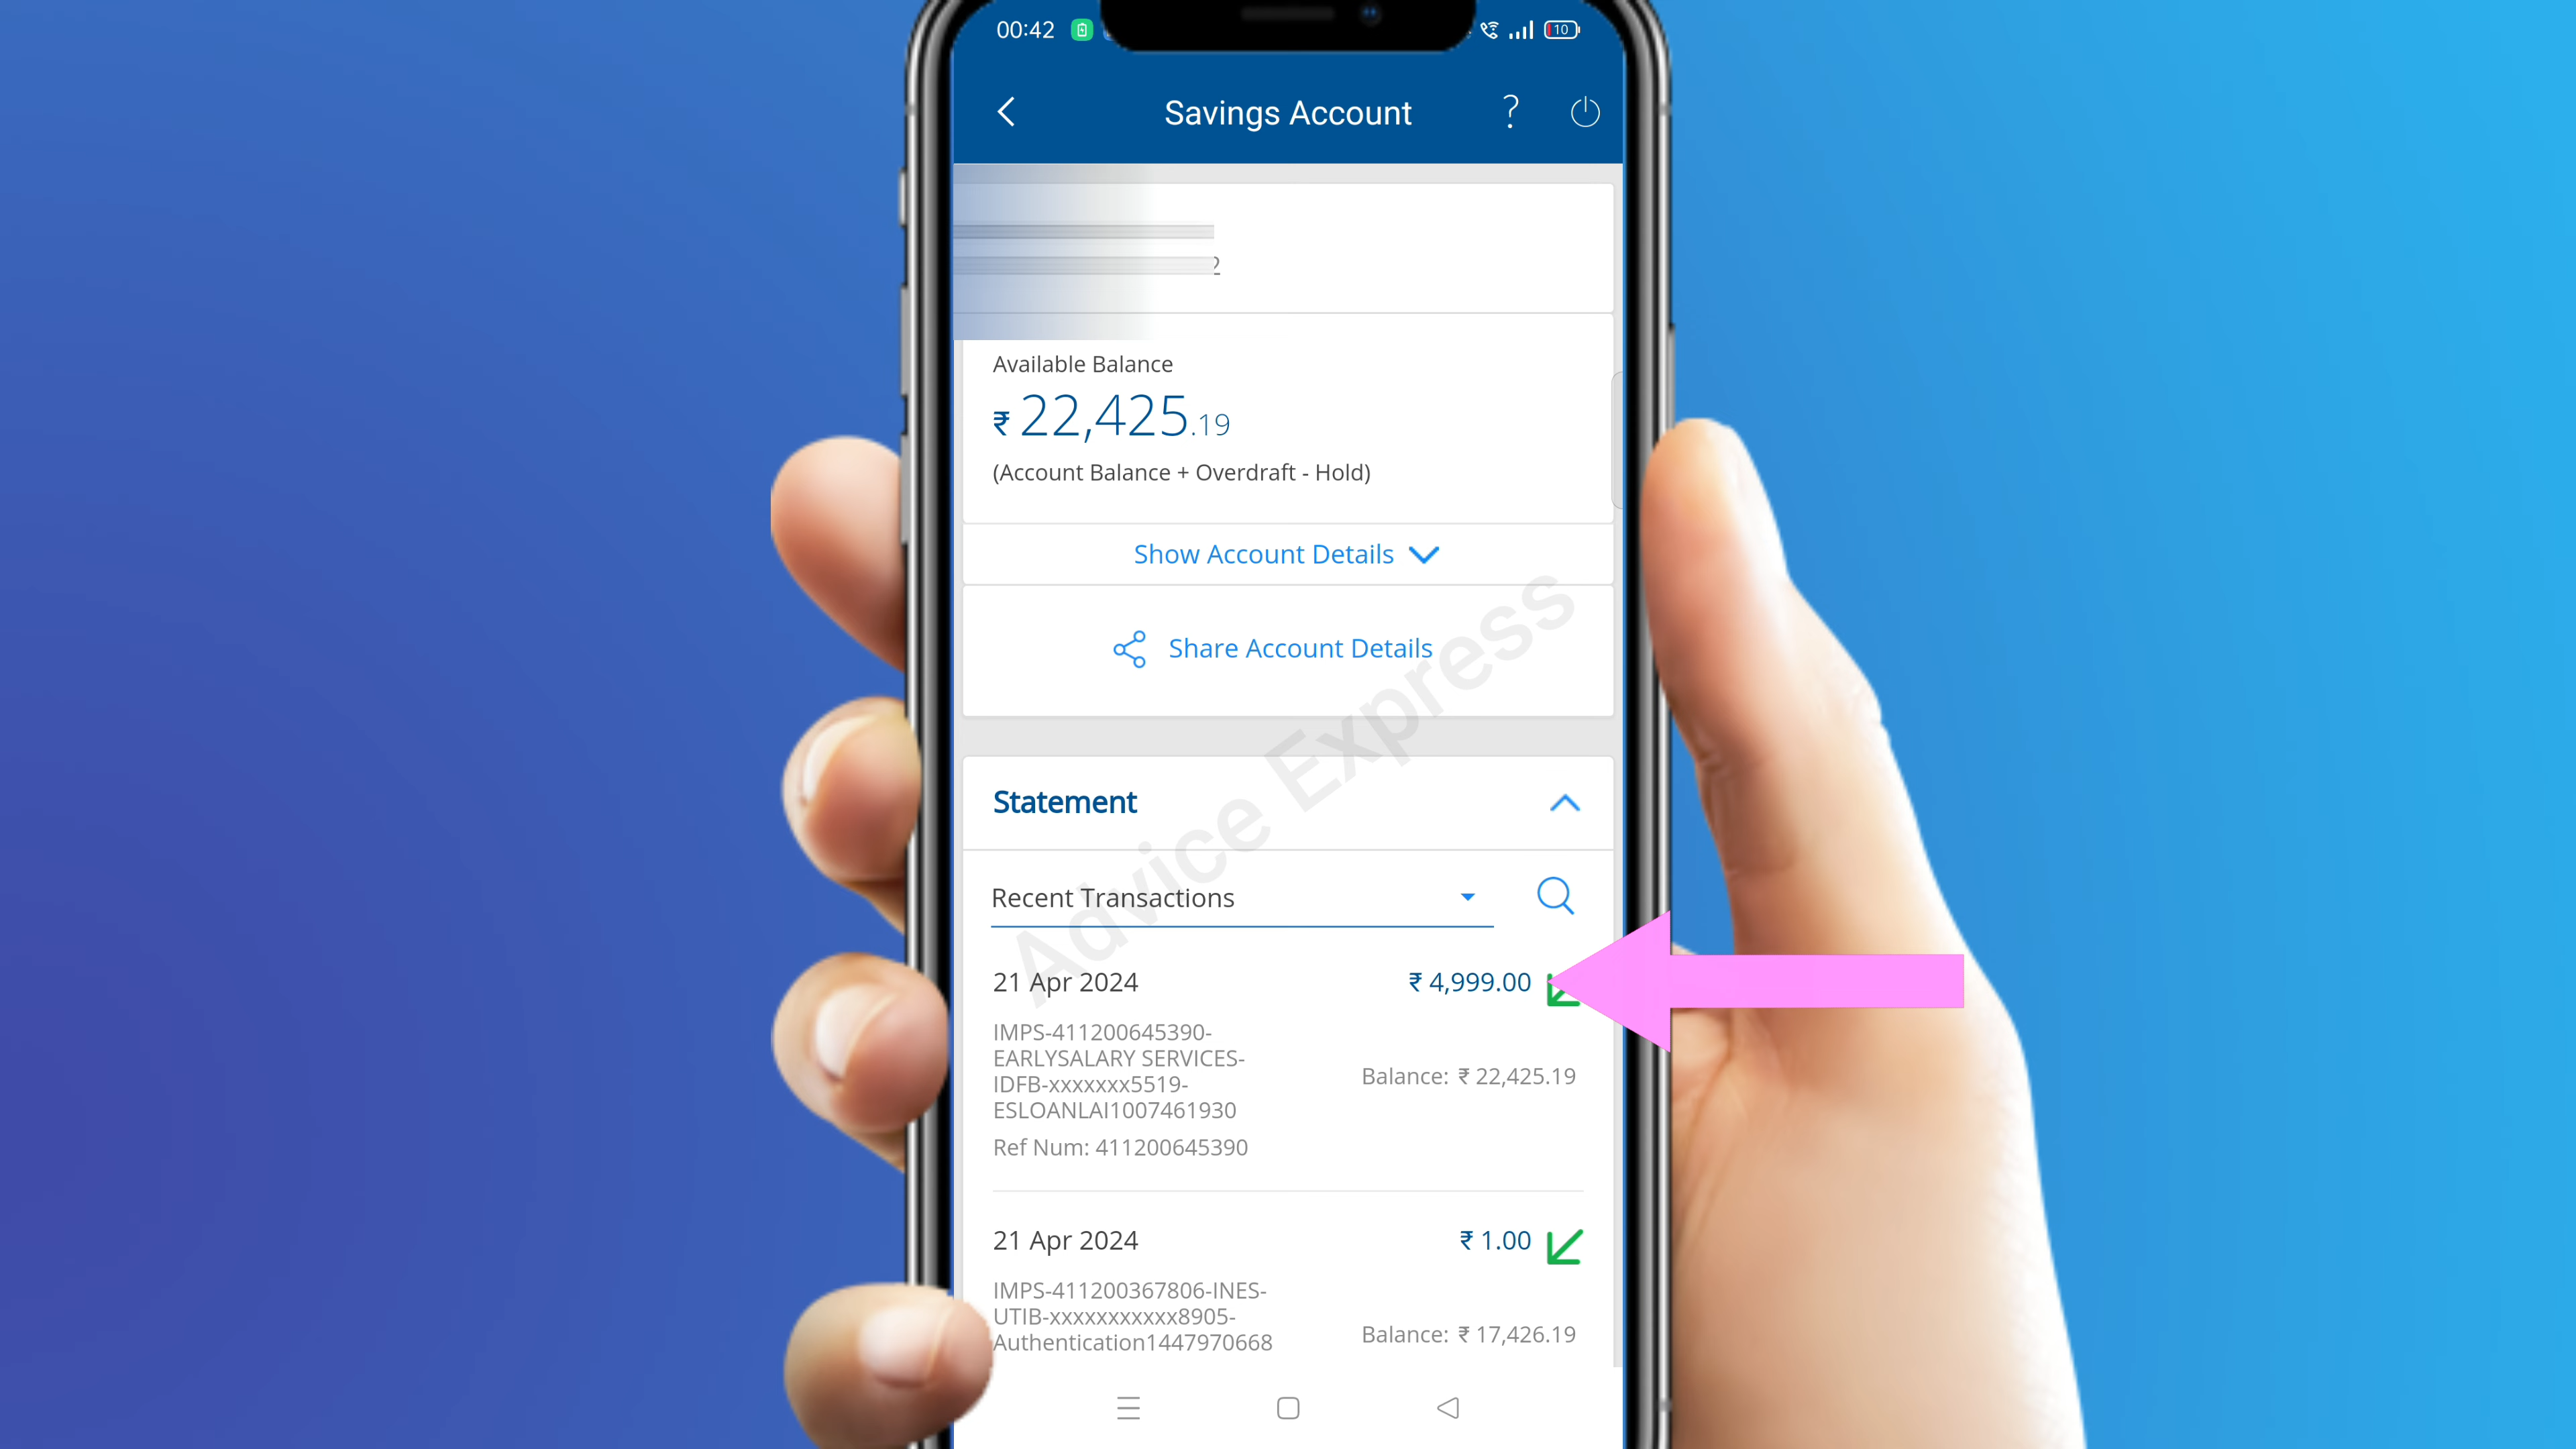 00:42
10
Savings Account ?
2
Available Balance
₹ 22,425.19
(Account Balance + Overdraft - Hold)
Show Account Details
Share Account Details
Advice Express
Statement
Recent Transactions
21 Apr 2024 ₹ 4,999.00
IMPS-411200645390-
EARLYSALARY SERVICES-
IDFB-xxxxxxx5519-
ESLOANLAI1007461930
Balance: ₹ 22,425.19
Ref Num: 411200645390
21 Apr 2024 ₹ 1.00
IMPS-411200367806-INES-
UTIB-xxxxxxxxxxx8905-
Authentication1447970668
Balance: ₹ 17,426.19